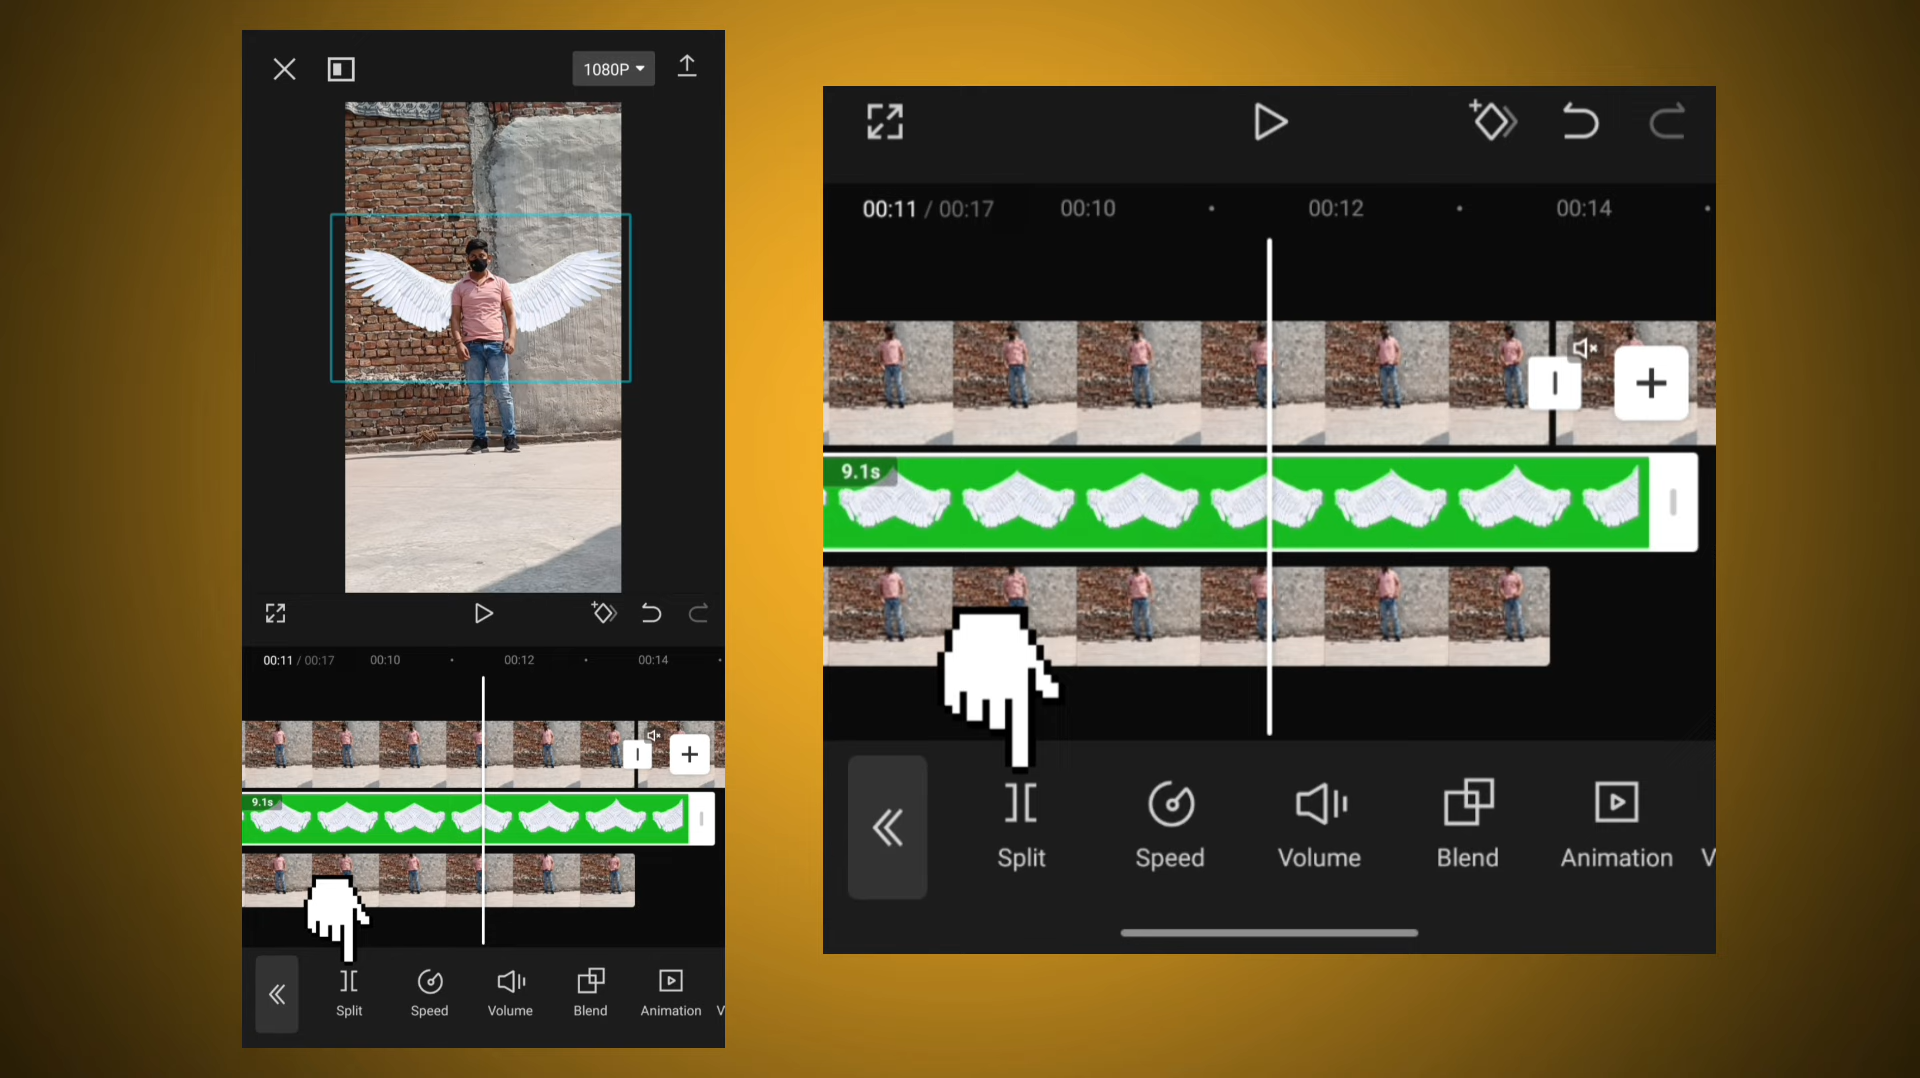 1080P
00:11 / 00:17 00:10 00:12 00:14
9.1s
Split Speed Volume Blend Animation V
00:11 / 00:17 00:10 00:12 00:14
9.1s
Split Speed Volume Blend Animation V